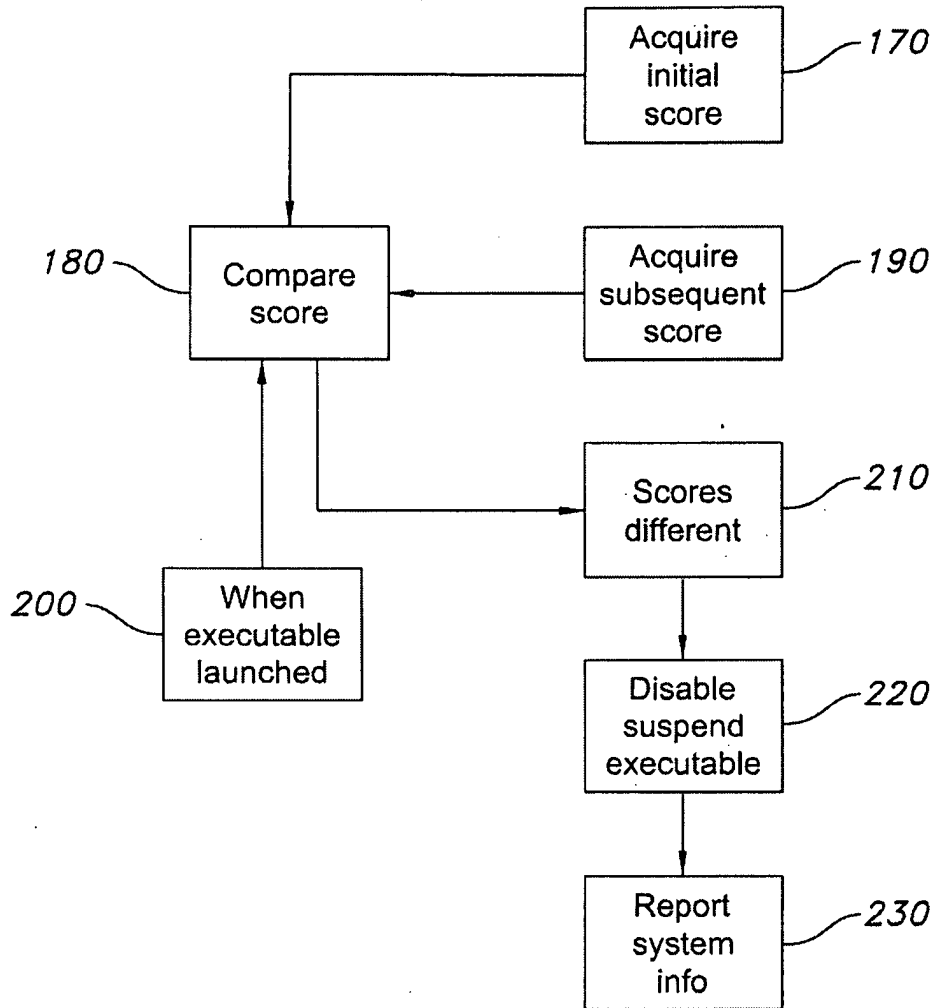 Acquire
initial
score
170
180
Compare
score
Acquire
subsequent
score
190
Scores
different
210
200
When
executable
launched
Disable
suspend
executable
220
Report
system
info
230